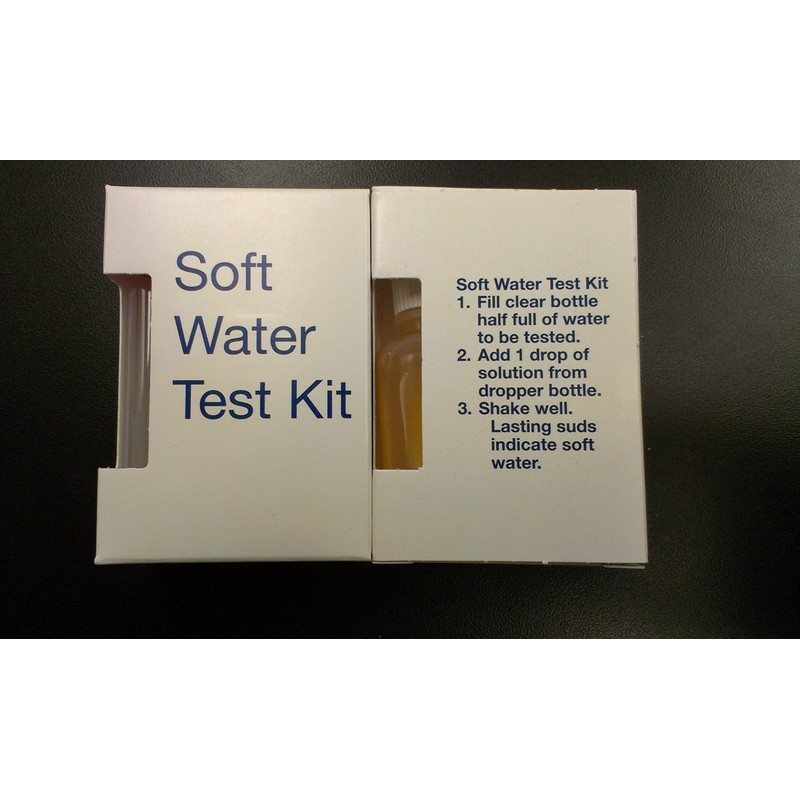 Soft
Water
Test Kit
Soft Water Test Kit
1. Fill clear bottle
half full of water
to be tested.
2. Add 1 drop of
solution from
dropper bottle.
3. Shake well.
Lasting suds
indicate soft
water.